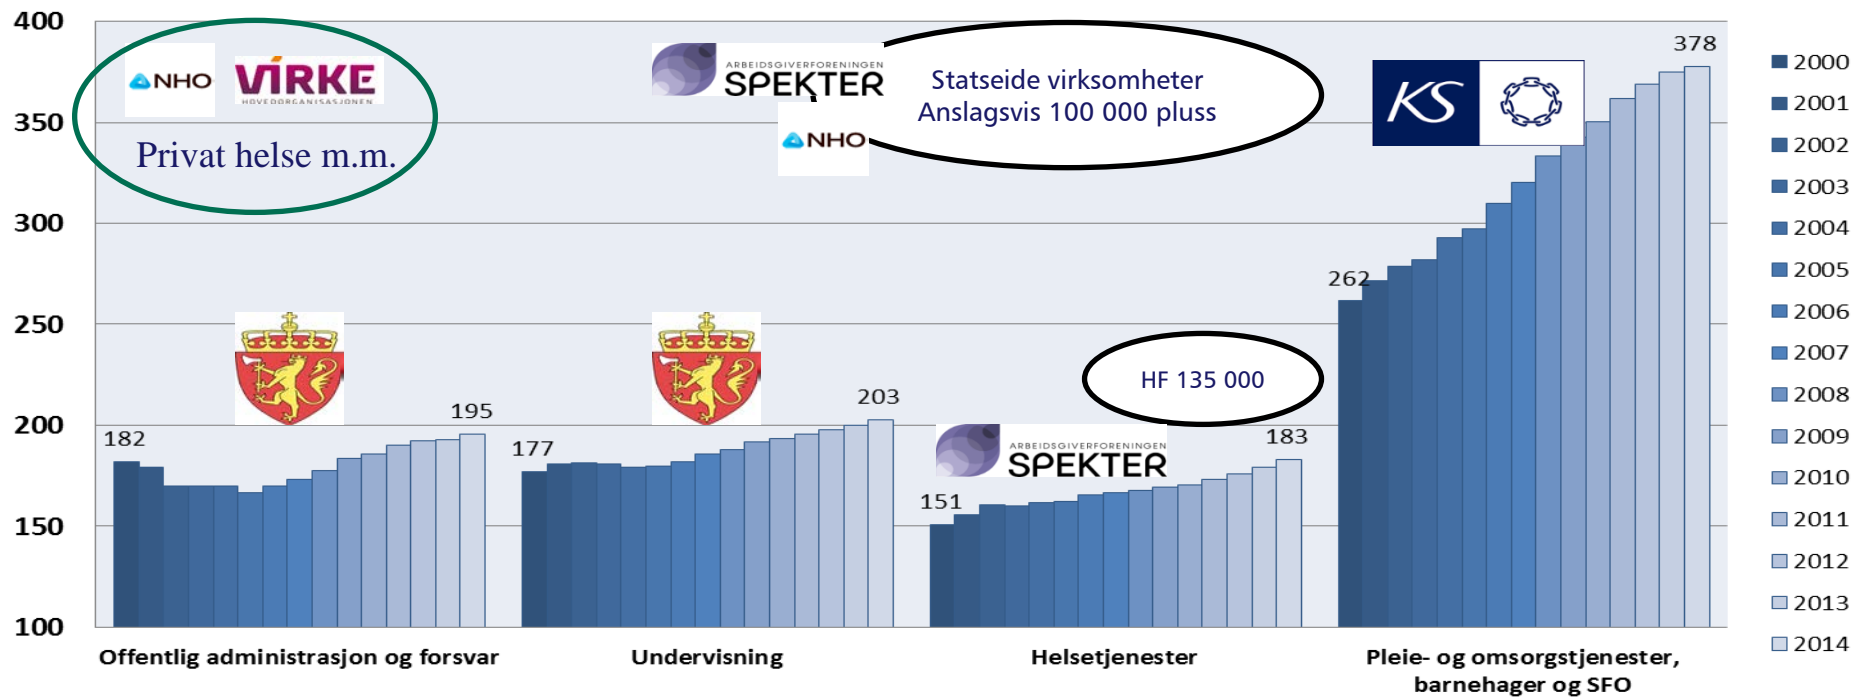 400
350
300
250
200
150
100
NHO
VIRKE
HOVEDORGANISASJONEN
Privat helse m.m.
ARBEIDSGIVERFORENINGEN
SPEKTER
NHO
Statseide virksomheter
Anslagsvis 100 000 pluss
KS
378
262
HF 135 000
182
195
177
203
ARBEIDSGIVERFORENINGEN
SPEKTER
151
183
Offentlig administrasjon og forsvar
Undervisning
Helsetjenester
Pleie- og omsorgstjenester,
barnehager og SFO
2000
2001
2002
2003
2004
2005
2006
2007
2008
2009
2010
2011
2012
2013
2014